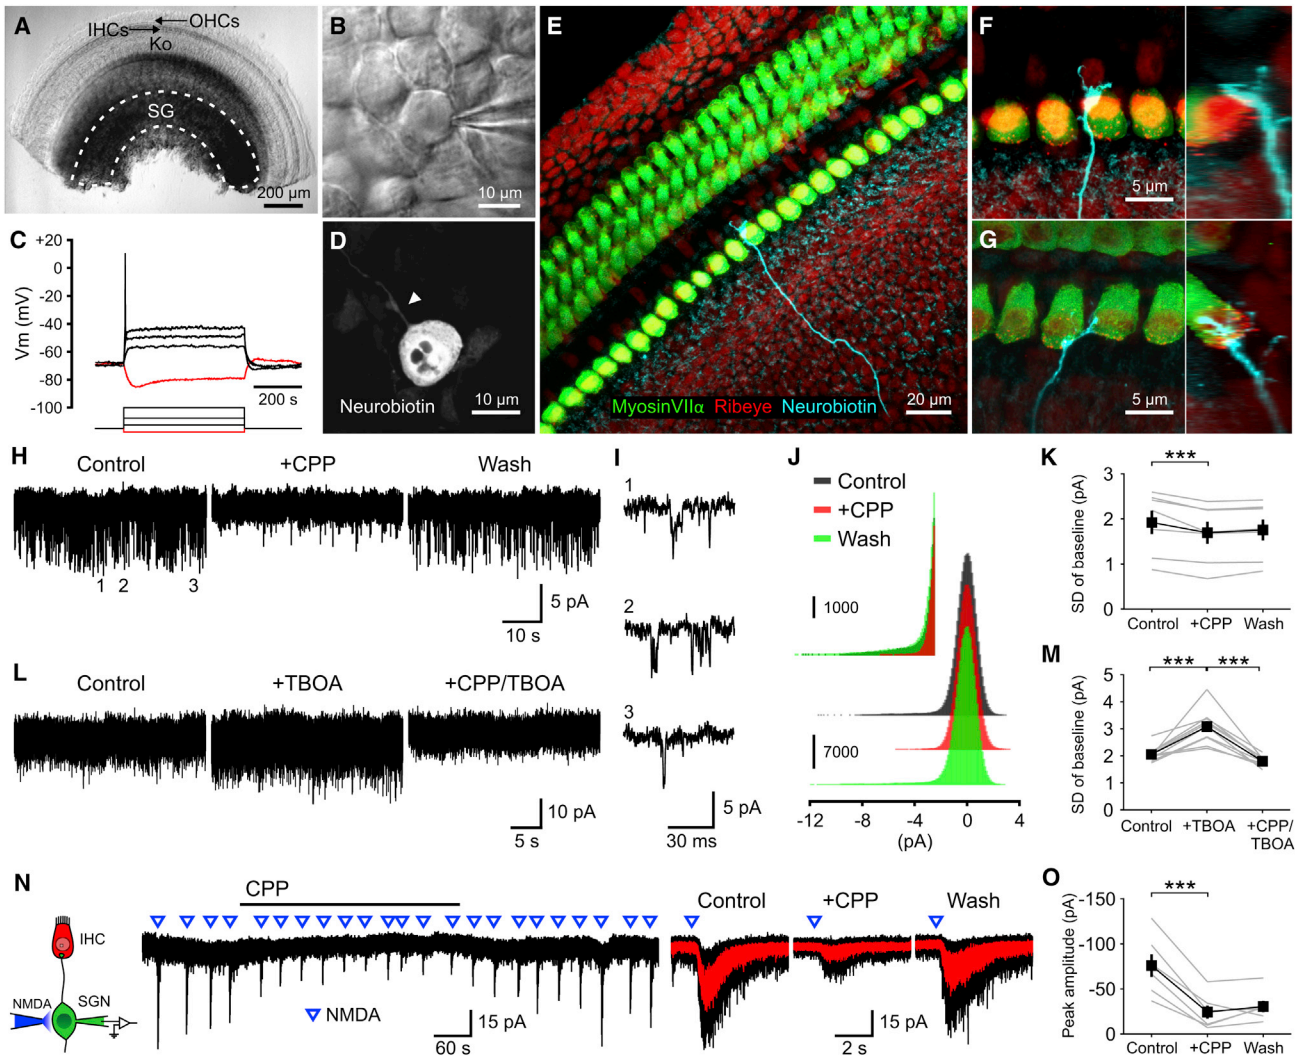 A
OHCs
IHCs
Ko
SG
200 µm
B
10 µm
C
+20
0
-20
-40
-60
-80
-100
Vm (mV)
200 s
D
Neurobiotin
10 µm
E
MyosinVIIα Ribeye Neurobiotin
20 µm
F
5 µm
G
5 µm
H
Control +CPP Wash
1 2 3
5 pA
10 s
I
1
2
3
5 pA
30 ms
J
Control
+CPP
Wash
1000
7000
-12 -8 -4 0 4
(pA)
K
***
3
2
1
0
SD of baseline (pA)
Control +CPP Wash
L
Control +TBOA +CPP/TBOA
10 pA
5 s
M
*** ***
5
4
3
2
1
0
SD of baseline (pA)
Control +TBOA +CPP/
TBOA
N
IHC
NMDA
SGN
CPP
NMDA
15 pA
60 s
Control +CPP Wash
15 pA
2 s
O
***
-150
-100
-50
0
Peak amplitude (pA)
Control +CPP Wash